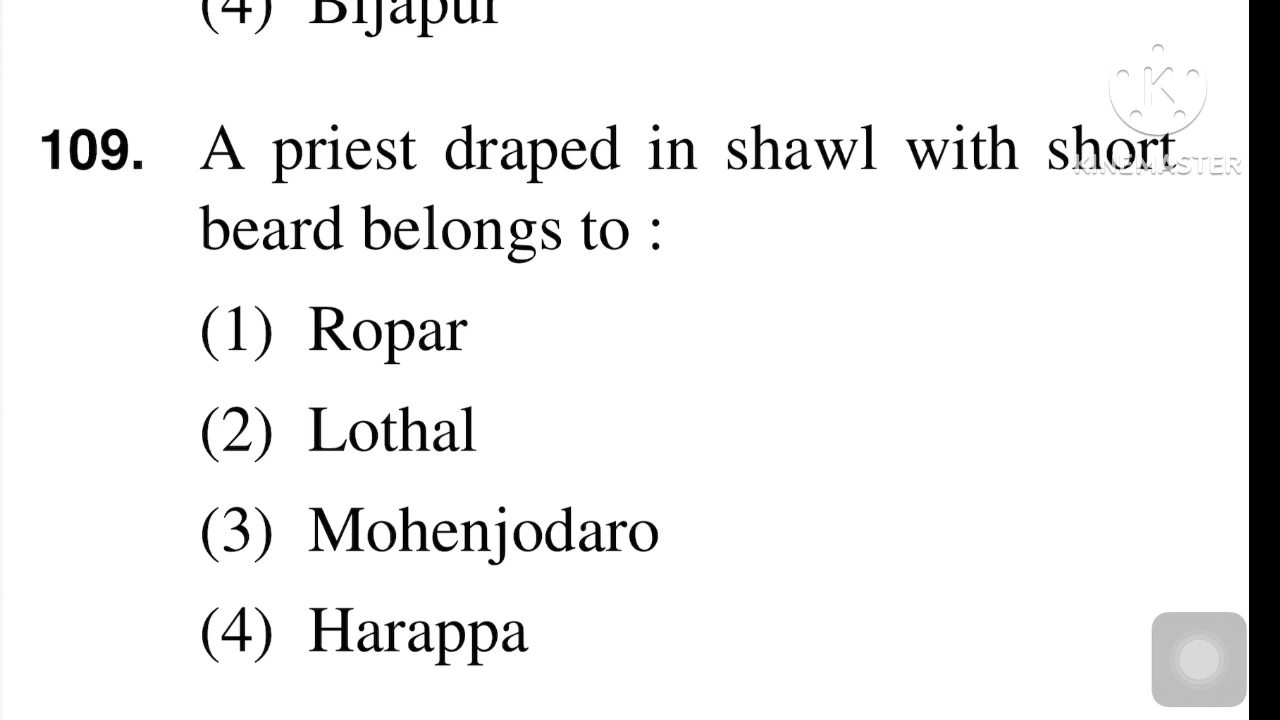 (4) Bijapur
109. A priest draped in shawl with short
beard belongs to :
(1) Ropar
(2) Lothal
(3) Mohenjodaro
(4) Harappa
K
KINEMASTER